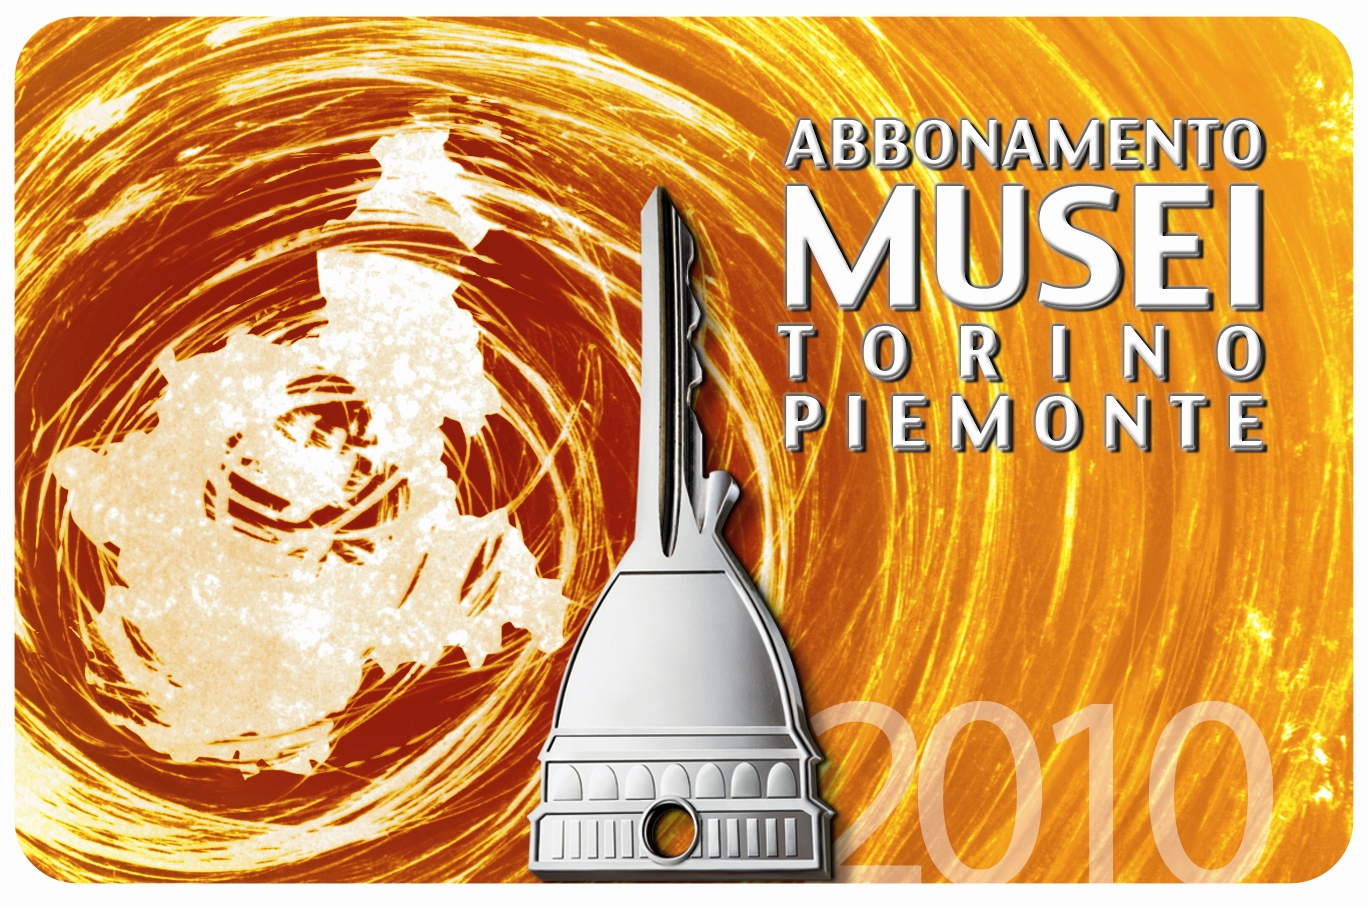 ABBONAMENTO
MUSEI
TORINO
PIEMONTE
2010